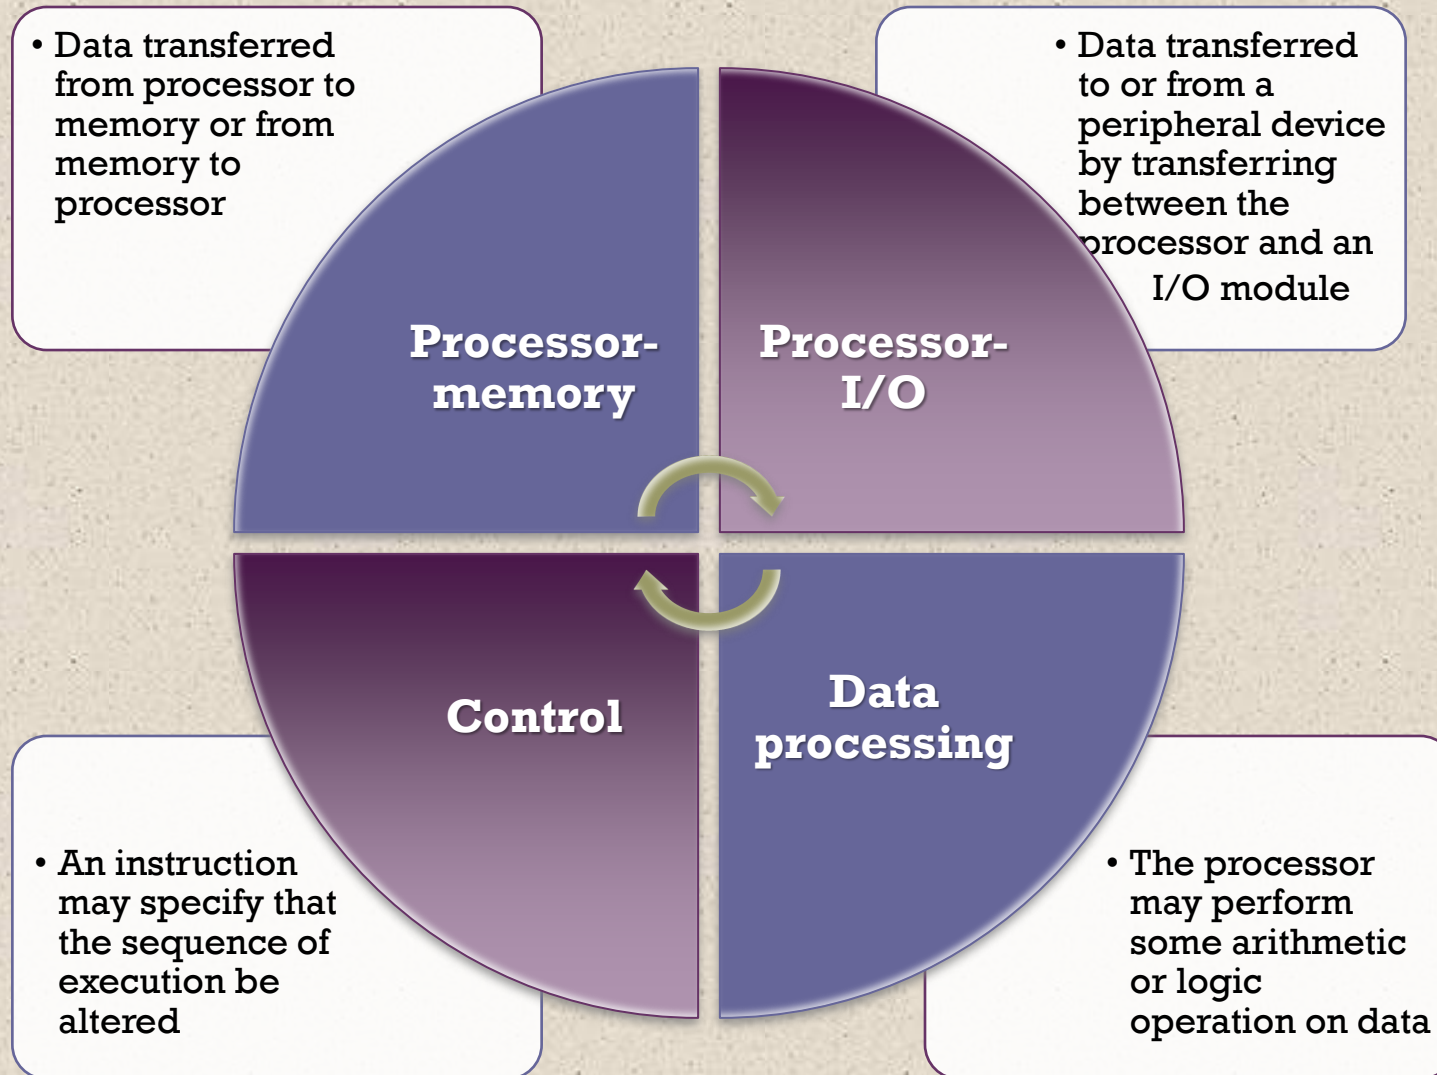 • Data transferred
from processor to
memory or from
memory to
processor
• Data transferred
to or from a
peripheral device
by transferring
between the
processor and an
I/O module
Processor-
memory
Processor-
I/O
Control
Data
processing
• An instruction
may specify that
the sequence of
execution be
altered
• The processor
may perform
some arithmetic
or logic
operation on data